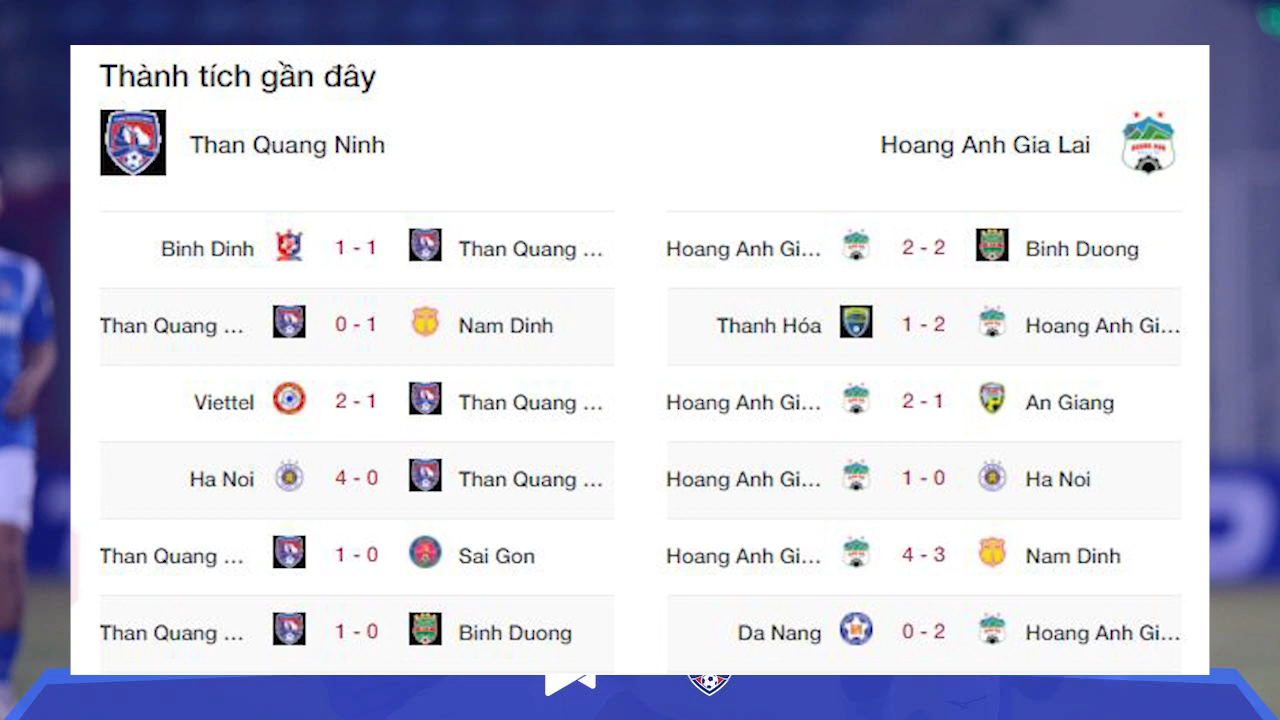 Thành tích gần đây
Than Quang Ninh
Hoang Anh Gia Lai
Binh Dinh 1 - 1 Than Quang ...
Than Quang ... 0 - 1 Nam Dinh
Viettel 2 - 1 Than Quang ...
Ha Noi 4 - 0 Than Quang ...
Than Quang ... 1 - 0 Sai Gon
Than Quang ... 1 - 0 Binh Duong
Hoang Anh Gi... 2 - 2 Binh Duong
Thanh Hóa 1 - 2 Hoang Anh Gi...
Hoang Anh Gi... 2 - 1 An Giang
Hoang Anh Gi... 1 - 0 Ha Noi
Hoang Anh Gi... 4 - 3 Nam Dinh
Da Nang 0 - 2 Hoang Anh Gi...